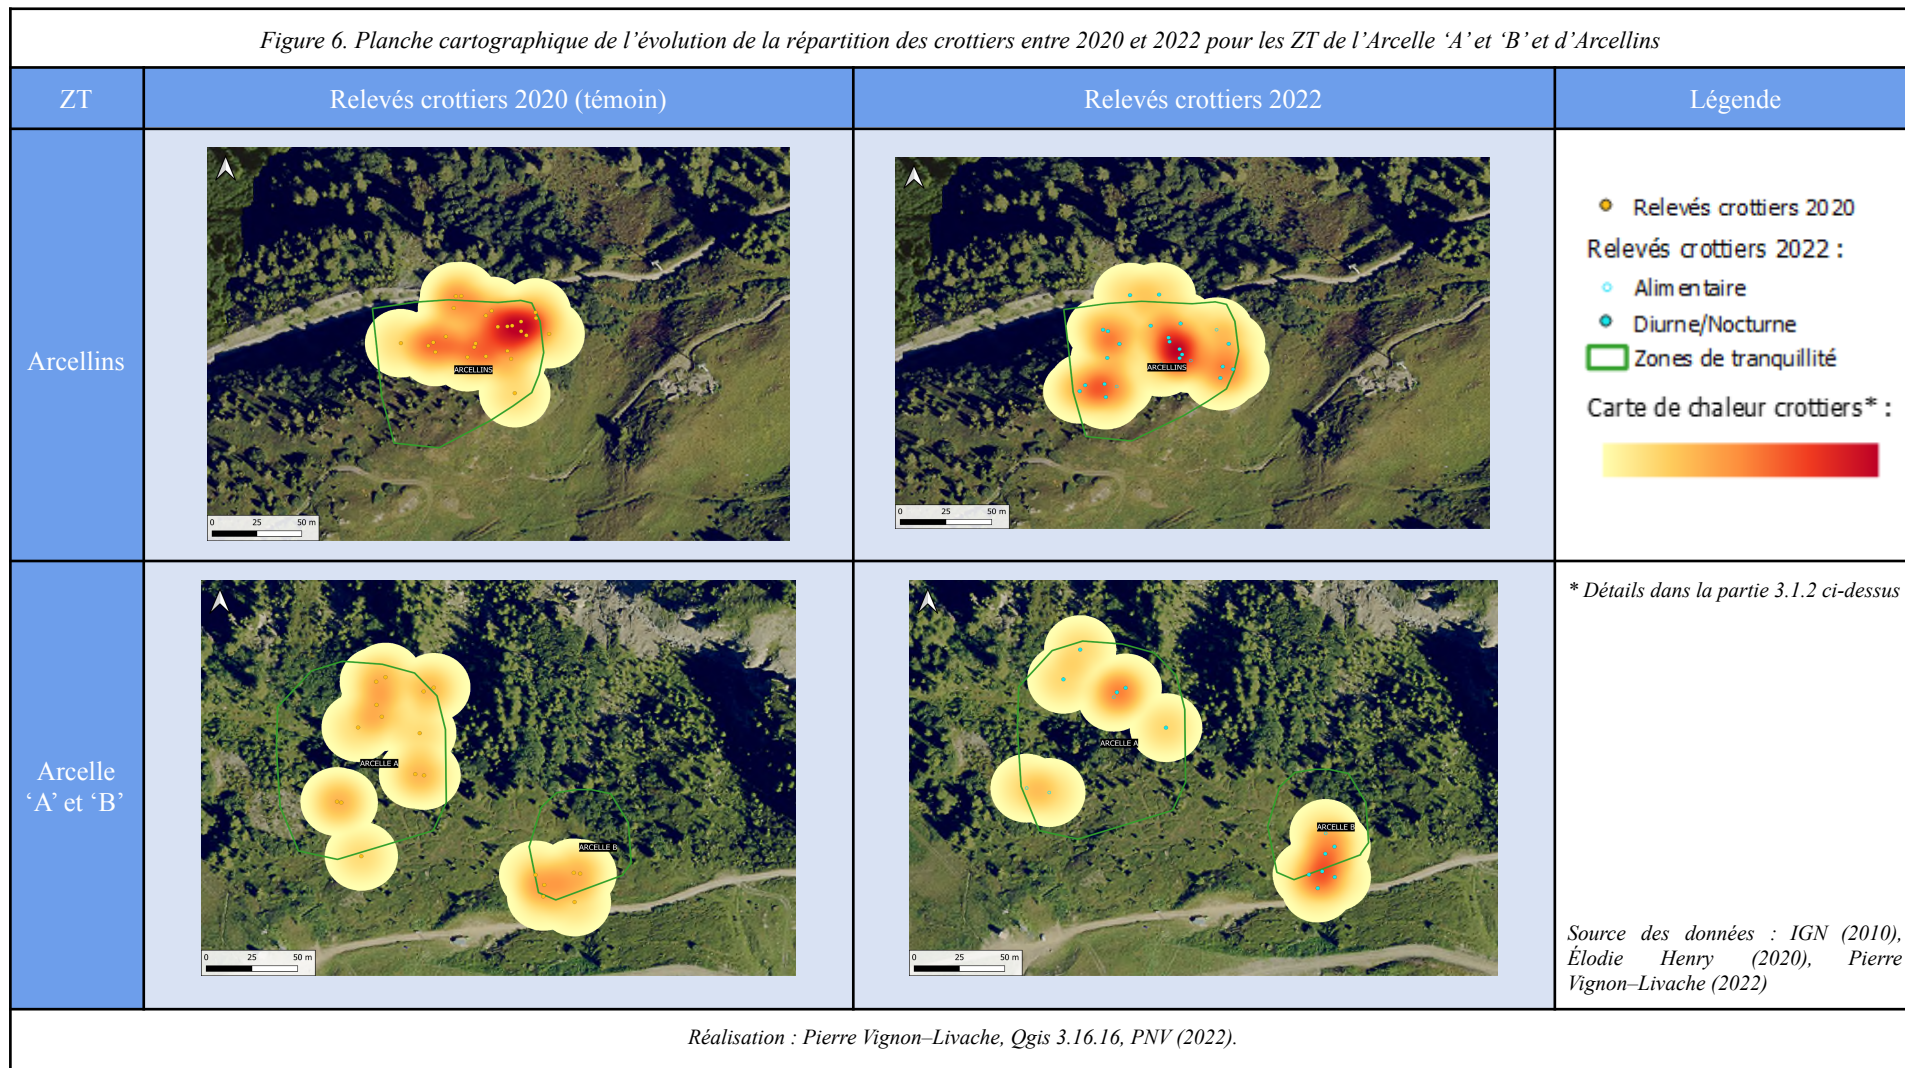 Figure 6. Planche cartographique de l’évolution de la répartition des crottiers entre 2020 et 2022 pour les ZT de l’Arcelle ‘A’ et ‘B’ et d’Arcellins
ZT
Relevés crottiers 2020 (témoin)
Relevés crottiers 2022
Légende
Arcellins
ARCELLINS
0 25 50 m
ARCELLINS
0 25 50 m
Relevés crottiers 2020
Relevés crottiers 2022 :
Alimentaire
Diurne/Nocturne
Zones de tranquillité
Carte de chaleur crottiers* :
Arcelle
‘A’ et ‘B’
ARCELLE A
ARCELLE B
0 25 50 m
ARCELLE A
ARCELLE B
0 25 50 m
* Détails dans la partie 3.1.2 ci-dessus
Source des données : IGN (2010),
Élodie Henry (2020), Pierre
Vignon–Livache (2022)
Réalisation : Pierre Vignon–Livache, Qgis 3.16.16, PNV (2022).